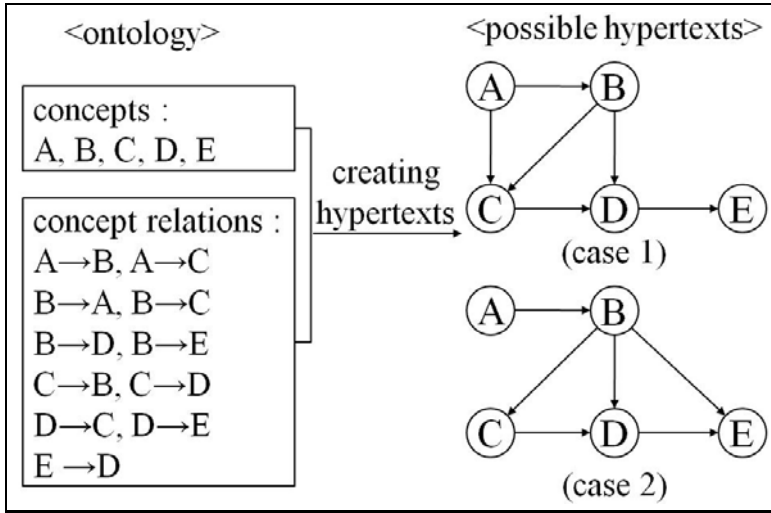 <ontology>
concepts :
A, B, C, D, E
concept relations :
A→B, A→C
B→A, B→C
B→D, B→E
C→B, C→D
D→C, D→E
E →D
creating
hypertexts
<possible hypertexts>
A B
C D E
(case 1)
A B
C D E
(case 2)